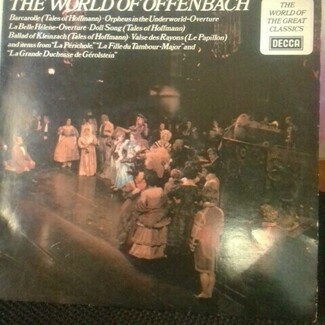 THE WORLD OF OFFENBACH
Barcarolle (Tales of Hoffmann) · Orpheus in the Underworld-Overture
La Belle Hélène-Overture · Doll Song (Tales of Hoffmann)
Ballad of Kleinzach (Tales of Hoffmann) · Valse des Rayons (Le Papillon)
and items from "La Périchole," "La Fille du Tambour-Major" and
"La Grande Duchesse de Gérolstein"
THE WORLD OF
THE GREAT
CLASSICS
DECCA